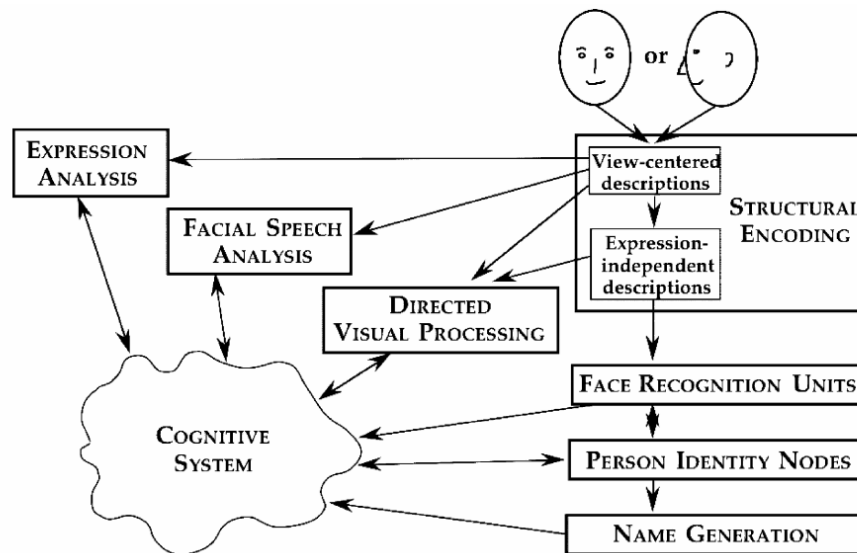 or
EXPRESSION
ANALYSIS
View-centered
descriptions
STRUCTURAL
ENCODING
FACIAL SPEECH
ANALYSIS
Expression-
independent
descriptions
DIRECTED
VISUAL PROCESSING
FACE RECOGNITION UNITS
COGNITIVE
SYSTEM
PERSON IDENTITY NODES
NAME GENERATION